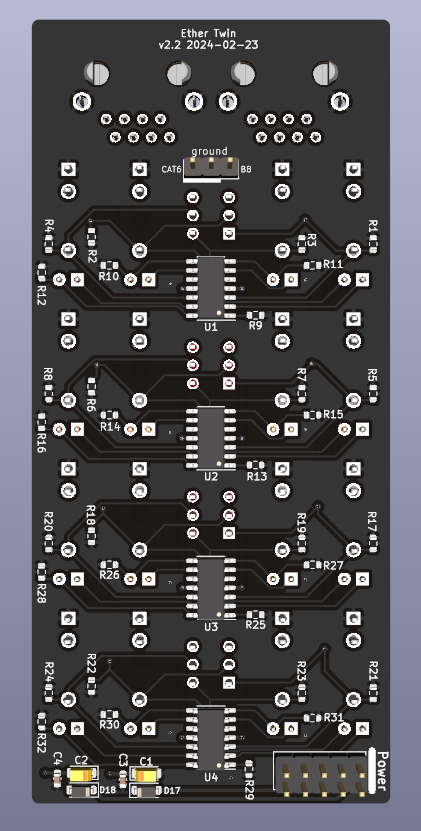 Ether Twin
v2.2 2024-02-23
ground
CAT6
B8
R4
R2
R3
R1
R10
R11
R12
U1
R9
R8
R6
R7
R5
R14
R15
R16
U2
R13
R20
R18
R19
R17
R26
R27
R28
U3
R25
R24
R22
R23
R21
R30
R31
R32
U4
R29
C4
C2
C3
C1
D18
D17
Power